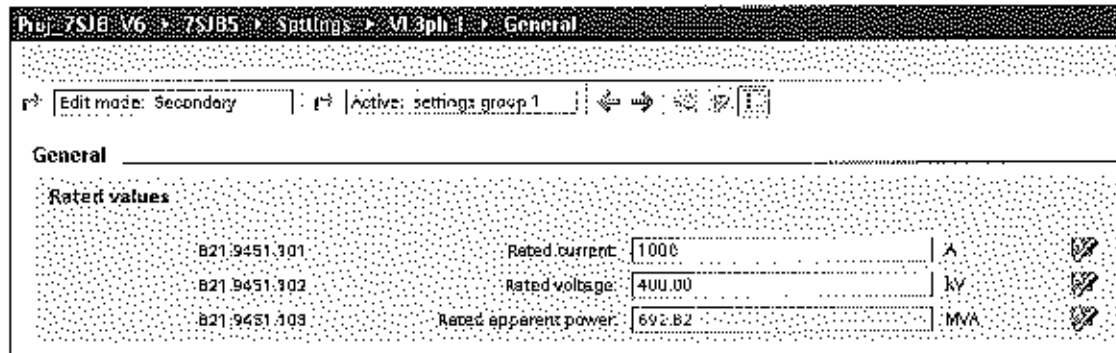 Proj_7SJ8_V6 ▸ 7SJ85 ▸ Settings ▸ VI 3ph 1 ▸ General
Edit mode: Secondary
Active: settings group 1
General
Rated values
821.9451.101 Rated current: 1000 A
821.9451.102 Rated voltage: 400.00 kV
821.9451.103 Rated apparent power: 692.82 MVA